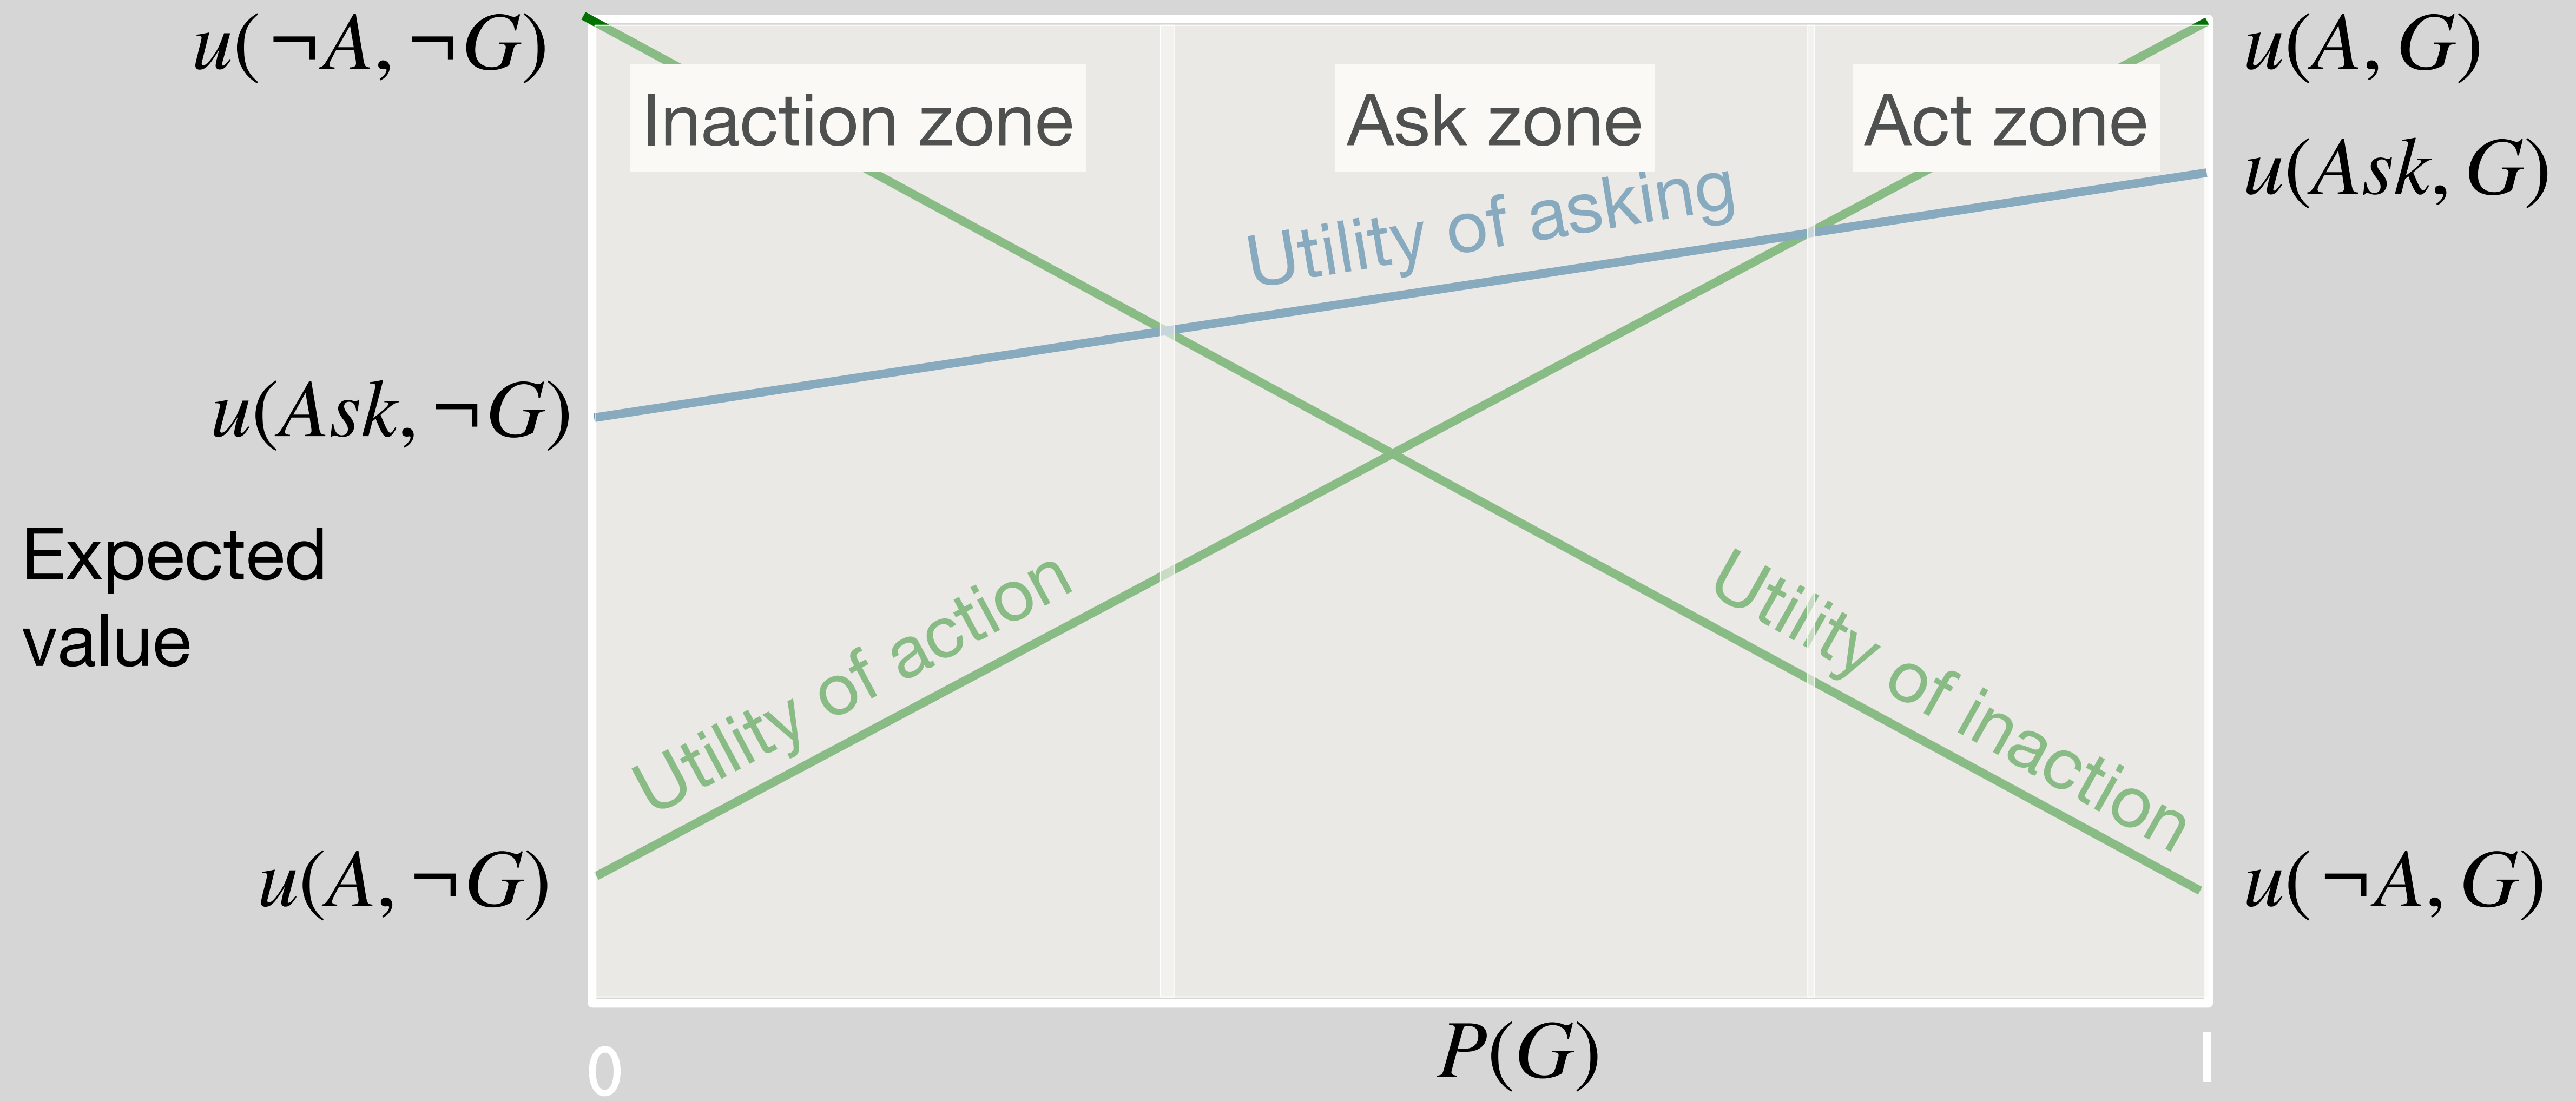 u(¬A, ¬G)
u(A, G)
Inaction zone
Ask zone
Act zone
u(Ask, G)
Utility of asking
u(Ask, ¬G)
Expected
value
Utility of action
Utility of inaction
u(A, ¬G)
u(¬A, G)
P(G)
0
1